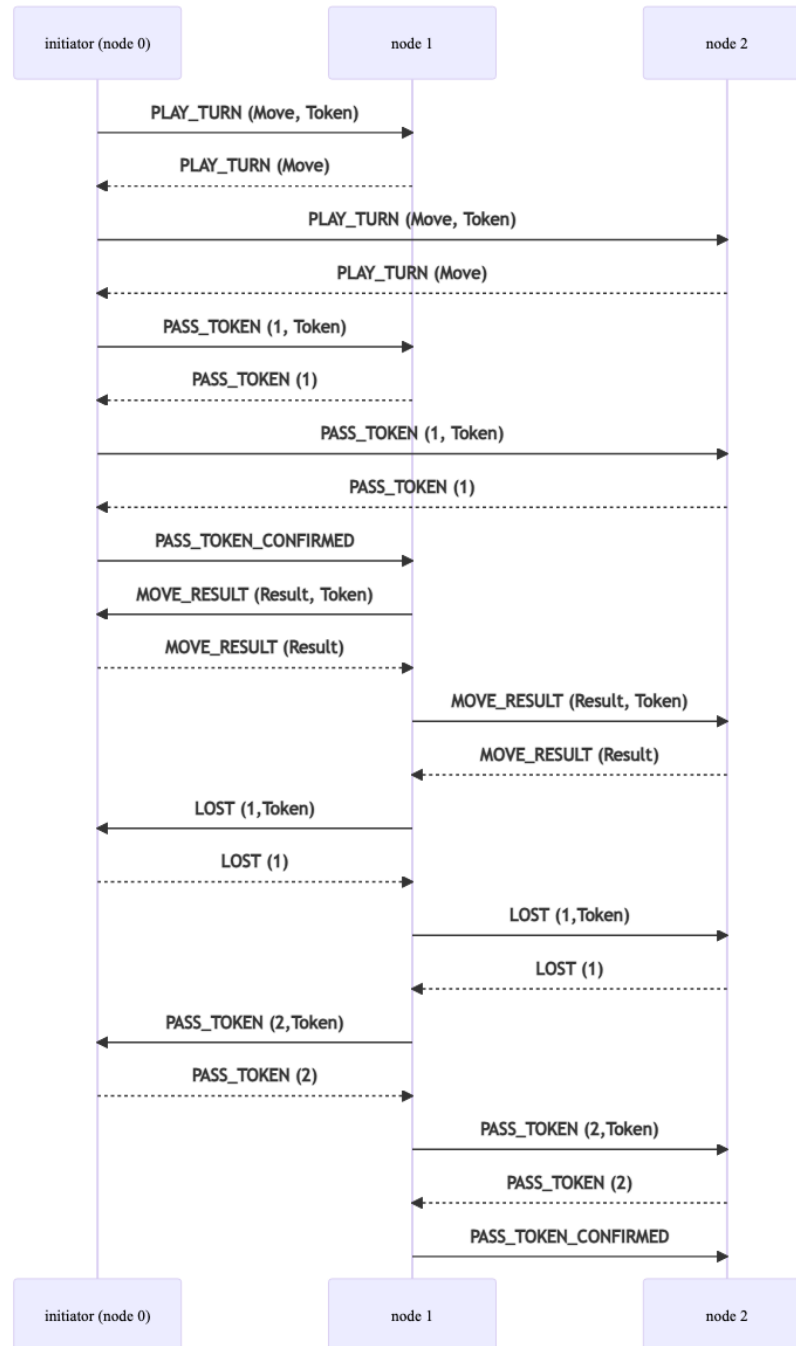 initiator (node 0) node 1 node 2
PLAY_TURN (Move, Token)
PLAY_TURN (Move)
PLAY_TURN (Move, Token)
PLAY_TURN (Move)
PASS_TOKEN (1, Token)
PASS_TOKEN (1)
PASS_TOKEN (1, Token)
PASS_TOKEN (1)
PASS_TOKEN_CONFIRMED
MOVE_RESULT (Result, Token)
MOVE_RESULT (Result)
MOVE_RESULT (Result, Token)
MOVE_RESULT (Result)
LOST (1,Token)
LOST (1)
LOST (1,Token)
LOST (1)
PASS_TOKEN (2,Token)
PASS_TOKEN (2)
PASS_TOKEN (2,Token)
PASS_TOKEN (2)
PASS_TOKEN_CONFIRMED
initiator (node 0) node 1 node 2